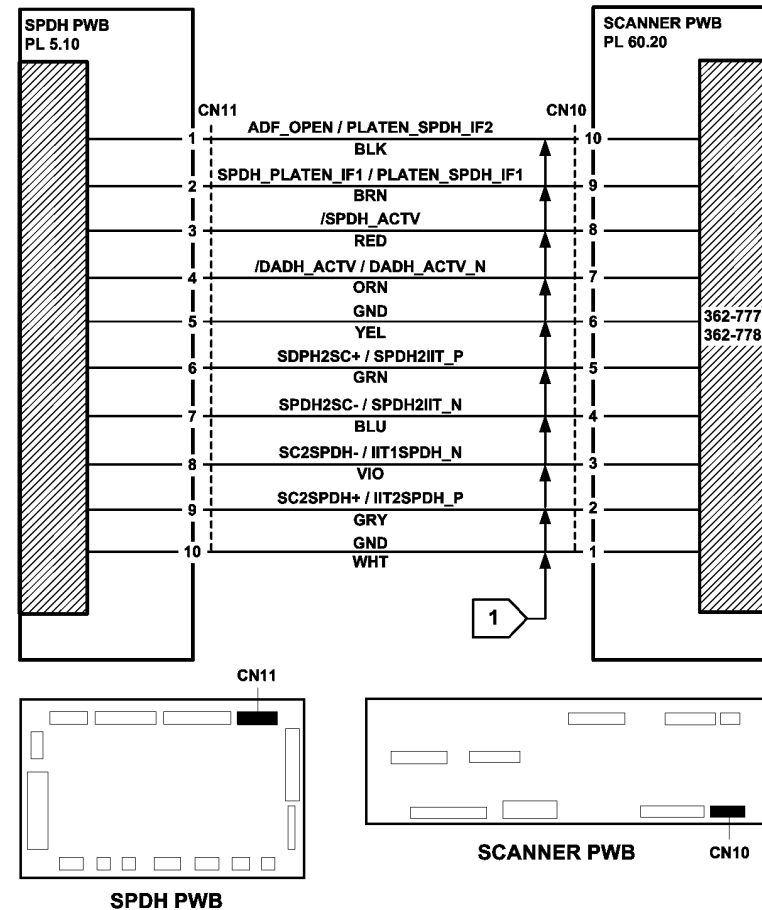 SPDH PWB
PL 5.10
SCANNER PWB
PL 60.20
CN11
CN10
1
ADF_OPEN / PLATEN_SPDH_IF2
BLK
10
2
SPDH_PLATEN_IF1 / PLATEN_SPDH_IF1
BRN
9
3
/SPDH_ACTV
RED
8
4
/DADH_ACTV / DADH_ACTV_N
ORN
7
5
GND
YEL
6
362-777
362-778
6
SDPH2SC+ / SPDH2IIT_P
GRN
5
7
SPDH2SC- / SPDH2IIT_N
BLU
4
8
SC2SPDH- / IIT1SPDH_N
VIO
3
9
SC2SPDH+ / IIT2SPDH_P
GRY
2
10
GND
WHT
1
1
CN11
SPDH PWB
SCANNER PWB
CN10